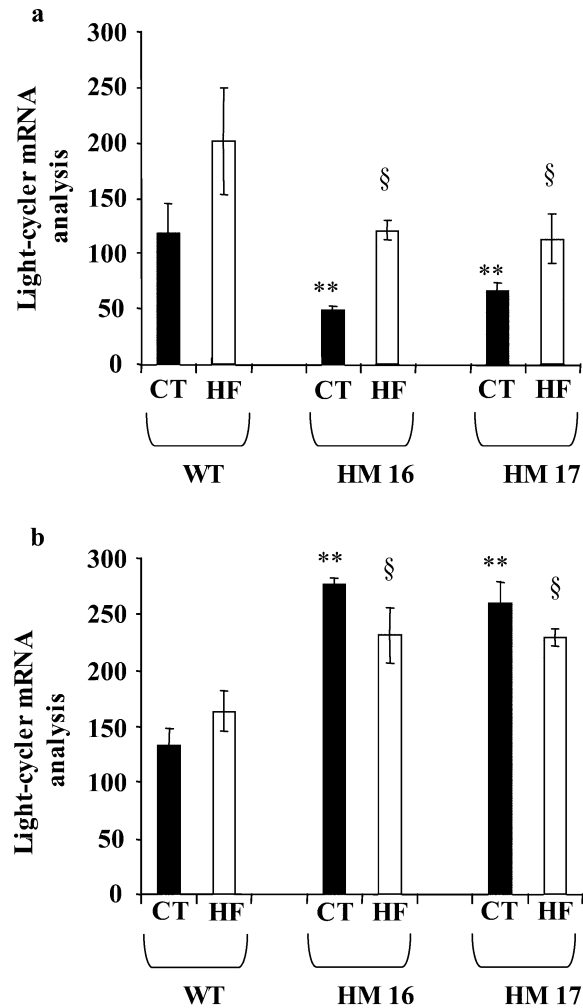 a
Light-cycler mRNA
analysis
300
250
200
150
100
50
0
**
§
**
§
CT HF CT HF CT HF
WT HM 16 HM 17
b
Light-cycler mRNA
analysis
300
250
200
150
100
50
0
**
§
**
§
CT HF CT HF CT HF
WT HM 16 HM 17